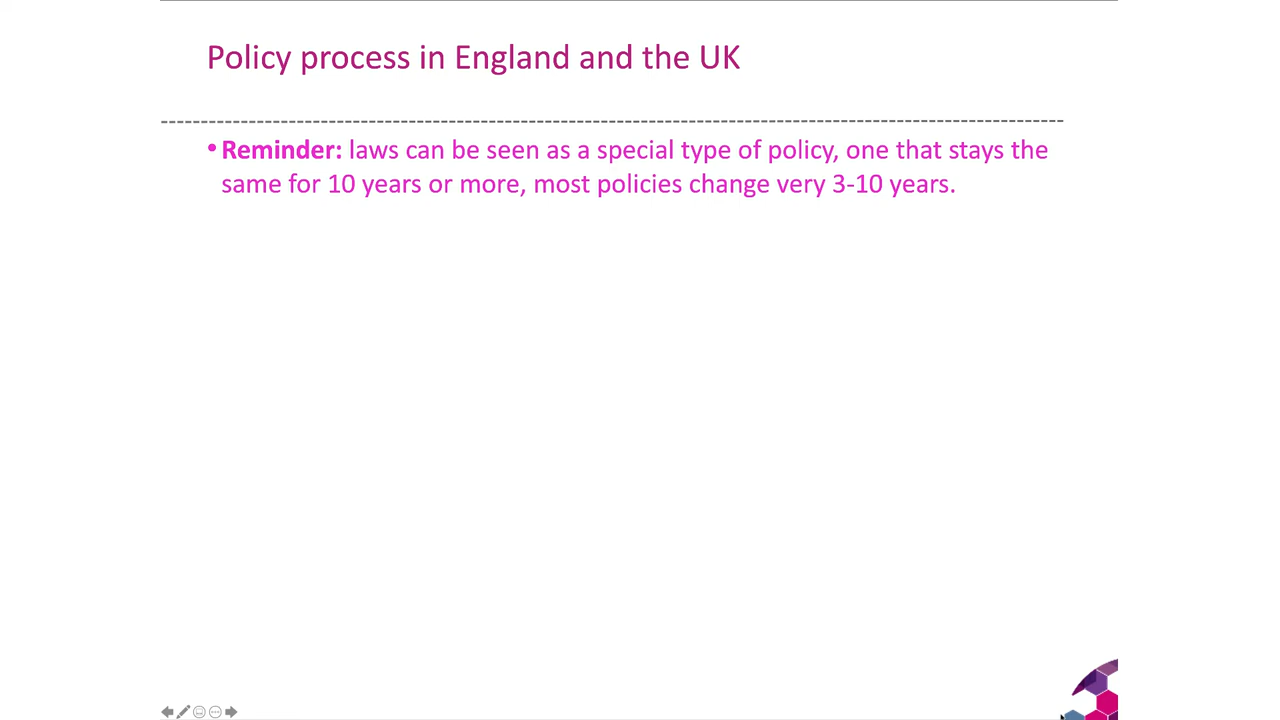 Policy process in England and the UK
--------------------------------------------------------------------------------------------------------------------
• Reminder: laws can be seen as a special type of policy, one that stays the
same for 10 years or more, most policies change very 3-10 years.